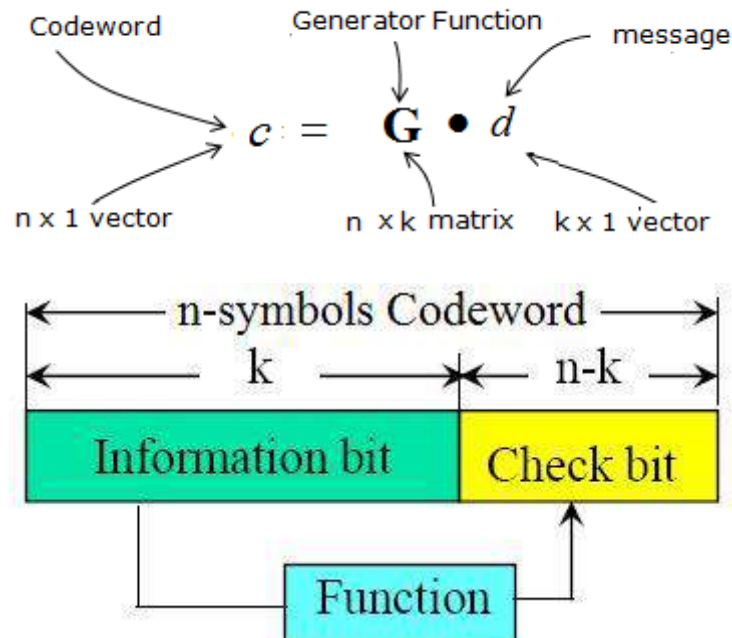 Codeword
Generator Function
message
c = G • d
n x 1 vector
n x k matrix
k x 1 vector
n-symbols Codeword
k
n-k
Information bit
Check bit
Function